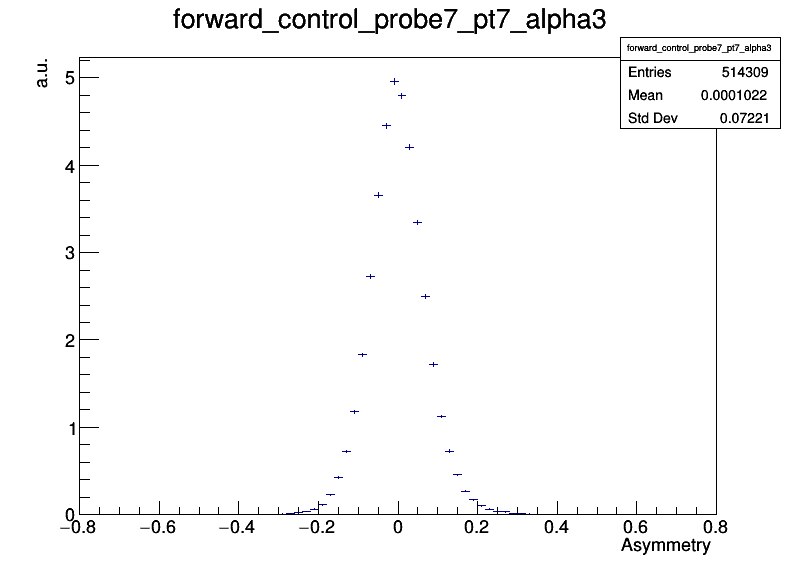 forward_control_probe7_pt7_alpha3
forward_control_probe7_pt7_alpha3
Entries 514309
Mean 0.0001022
Std Dev 0.07221
a.u.
5
4
3
2
1
0
−0.8 −0.6 −0.4 −0.2 0 0.2 0.4 0.6 0.8
Asymmetry